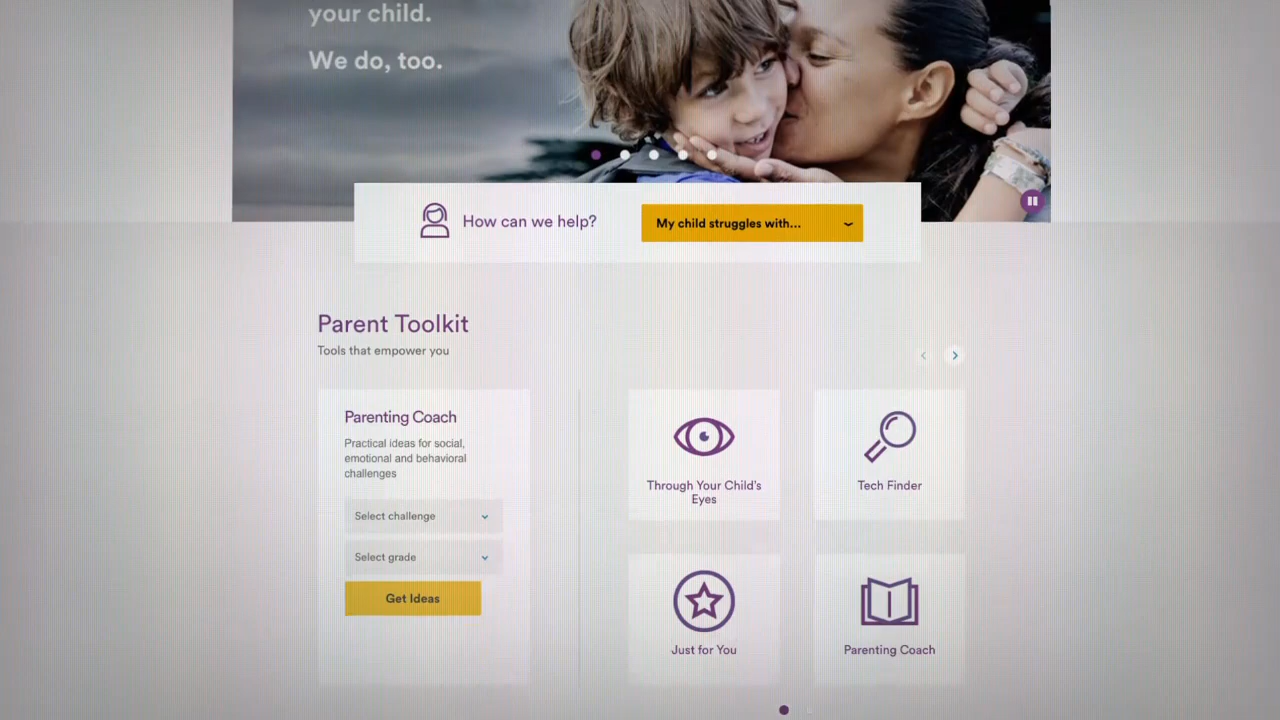 your child.
We do, too.
How can we help?
My child struggles with...
Parent Toolkit
Tools that empower you
Parenting Coach
Practical ideas for social,
emotional and behavioral
challenges
Select challenge
Select grade
Get Ideas
Through Your Child's
Eyes
Tech Finder
Just for You
Parenting Coach